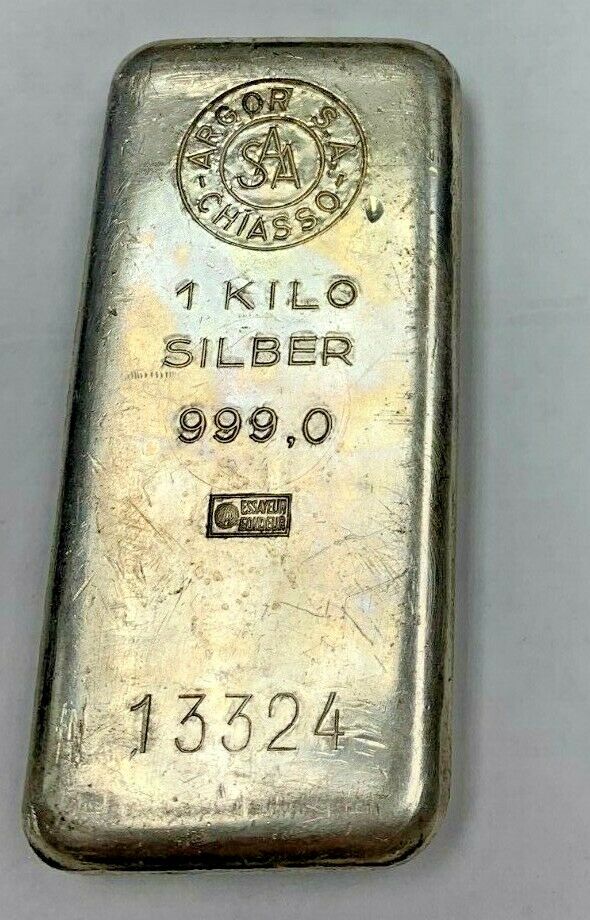 ARGOR S.A.
SAA
- CHIASSO -
1 KILO
SILBER
999,0
ESSAYEUR
FONDEUR
13324